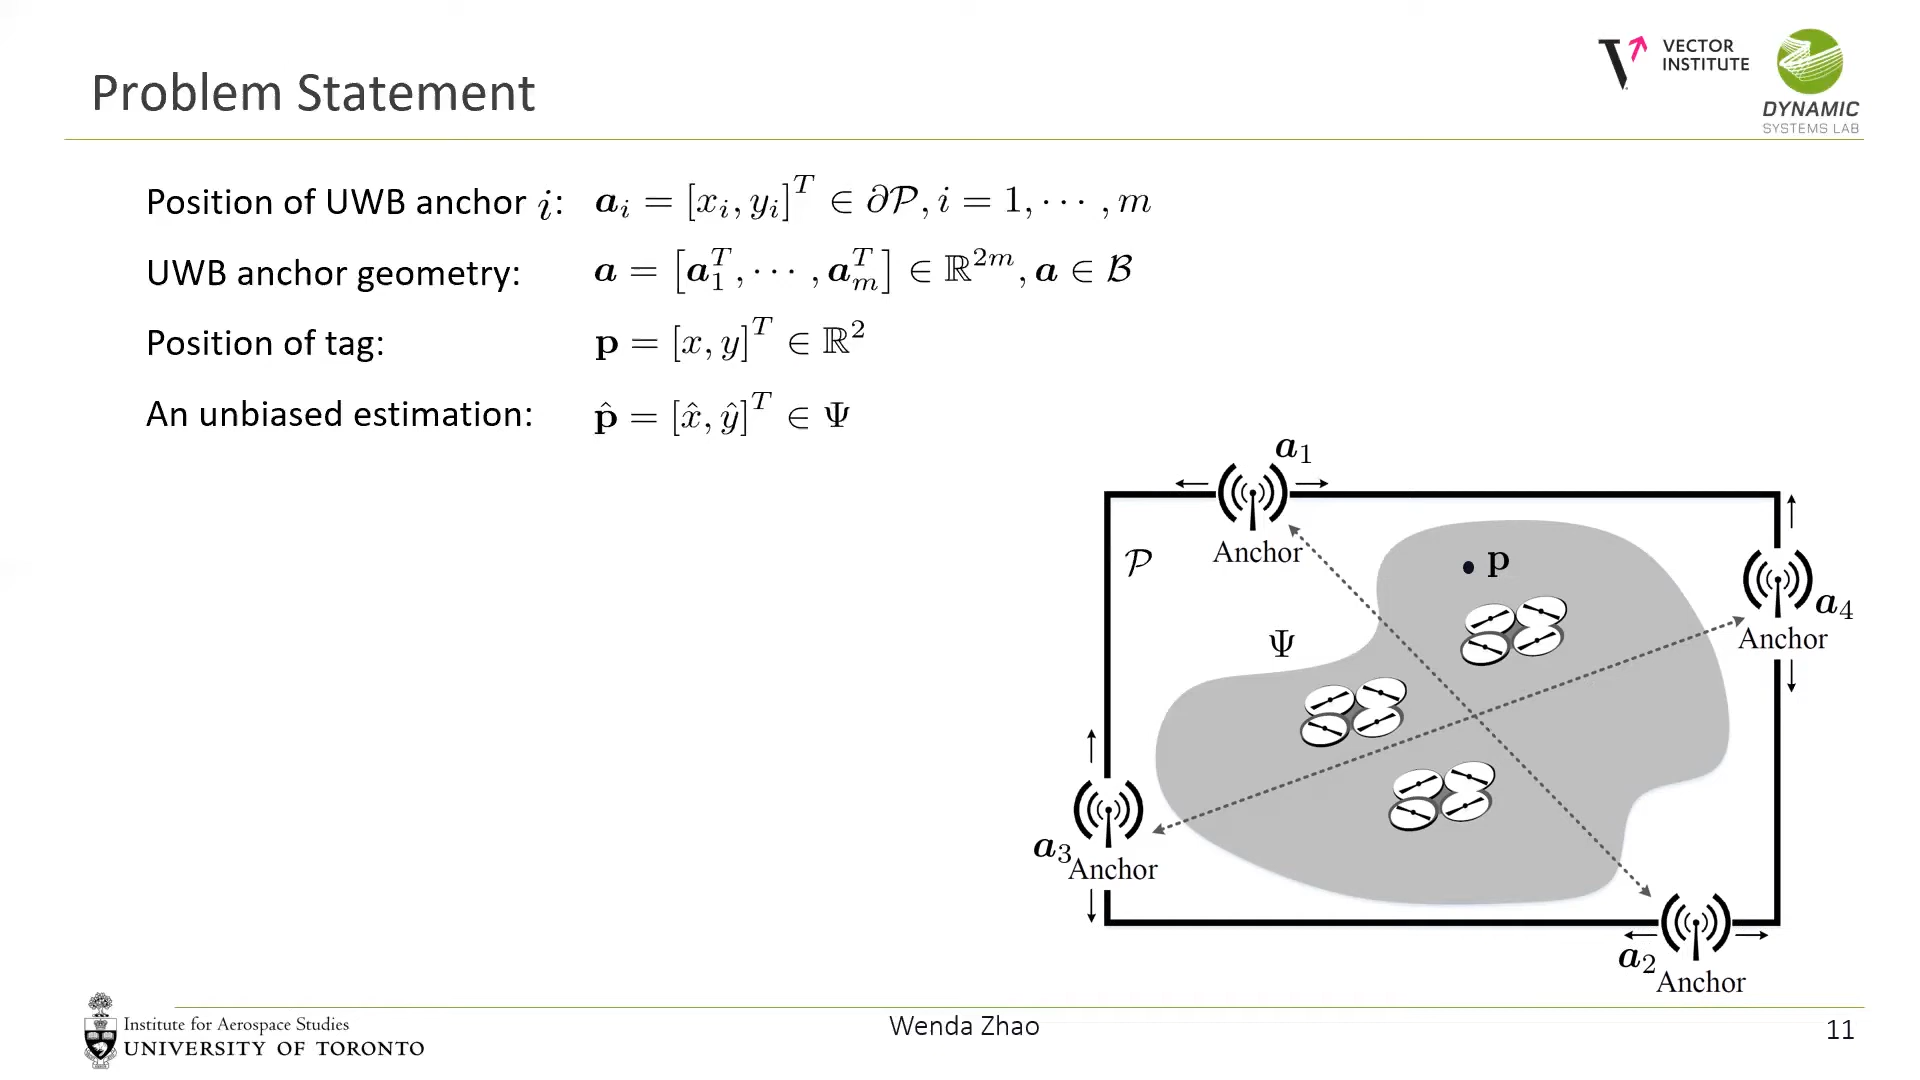 VECTOR
INSTITUTE
DYNAMIC
SYSTEMS LAB
Problem Statement
Position of UWB anchor i: a_i = [x_i, y_i]^T ∈ ∂𝒫, i = 1, ⋯ , m
UWB anchor geometry: a = [a_1^T, ⋯ , a_m^T] ∈ ℝ^{2m}, a ∈ ℬ
Position of tag: p = [x, y]^T ∈ ℝ^2
An unbiased estimation: p̂ = [x̂, ŷ]^T ∈ Ψ
a_1
Anchor
𝒫
p
a_4
Anchor
Ψ
a_3
Anchor
a_2
Anchor
Institute for Aerospace Studies
UNIVERSITY OF TORONTO
Wenda Zhao
11